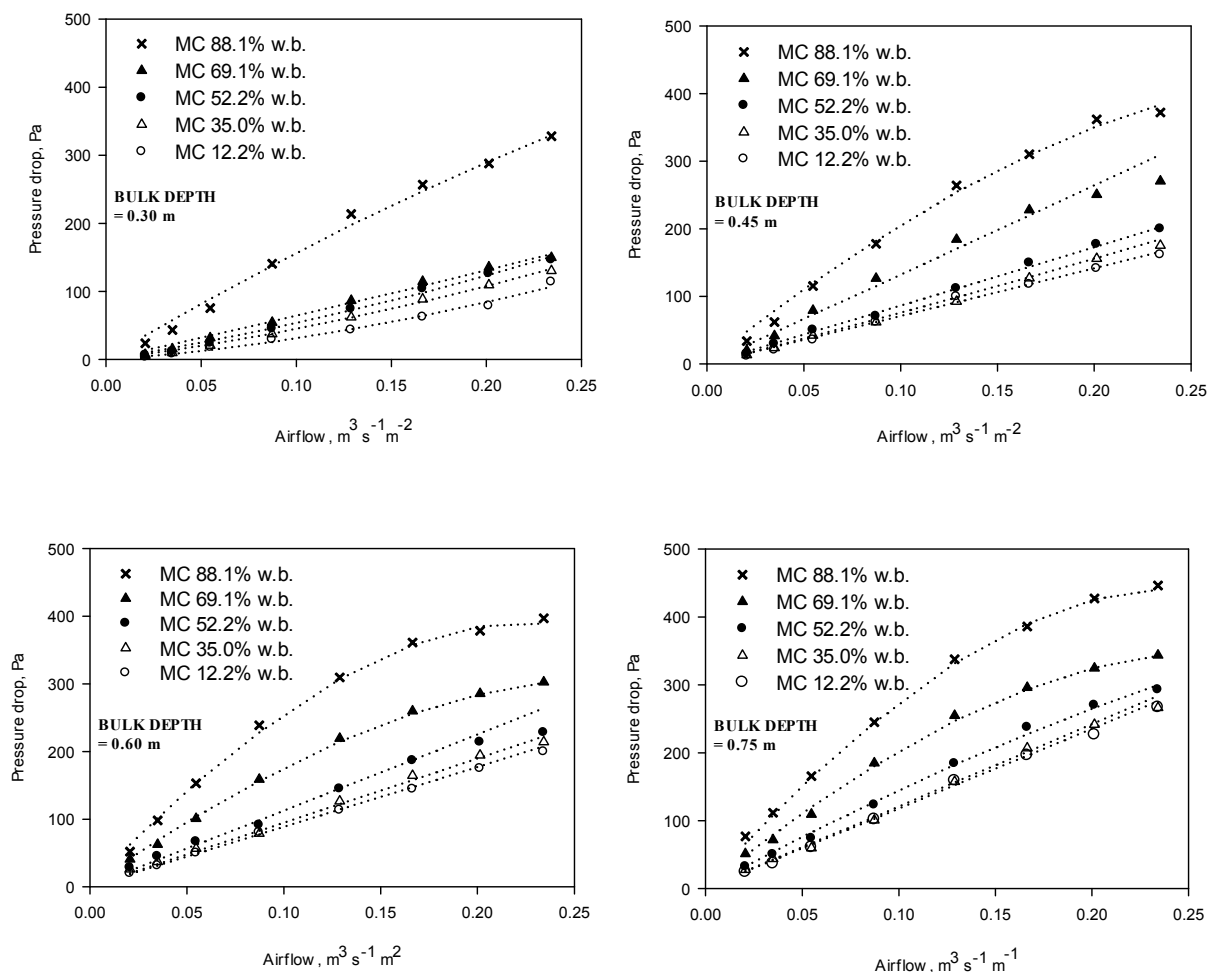 500
400
300
200
100
0
Pressure drop, Pa
MC 88.1% w.b.
MC 69.1% w.b.
MC 52.2% w.b.
MC 35.0% w.b.
MC 12.2% w.b.
BULK DEPTH
= 0.30 m
0.00 0.05 0.10 0.15 0.20 0.25
Airflow , m³ s⁻¹ m⁻²
500
400
300
200
100
0
Pressure drop, Pa
MC 88.1% w.b.
MC 69.1% w.b.
MC 52.2% w.b.
MC 35.0% w.b.
MC 12.2% w.b.
BULK DEPTH
= 0.45 m
0.00 0.05 0.10 0.15 0.20 0.25
Airflow , m³ s⁻¹ m⁻²
500
400
300
200
100
0
Pressure drop, Pa
MC 88.1% w.b.
MC 69.1% w.b.
MC 52.2% w.b.
MC 35.0% w.b.
MC 12.2% w.b.
BULK DEPTH
= 0.60 m
0.00 0.05 0.10 0.15 0.20 0.25
Airflow , m³ s⁻¹ m²
500
400
300
200
100
0
Pressure drop, Pa
MC 88.1% w.b.
MC 69.1% w.b.
MC 52.2% w.b.
MC 35.0% w.b.
MC 12.2% w.b.
BULK DEPTH
= 0.75 m
0.00 0.05 0.10 0.15 0.20 0.25
Airflow , m³ s⁻¹ m⁻¹